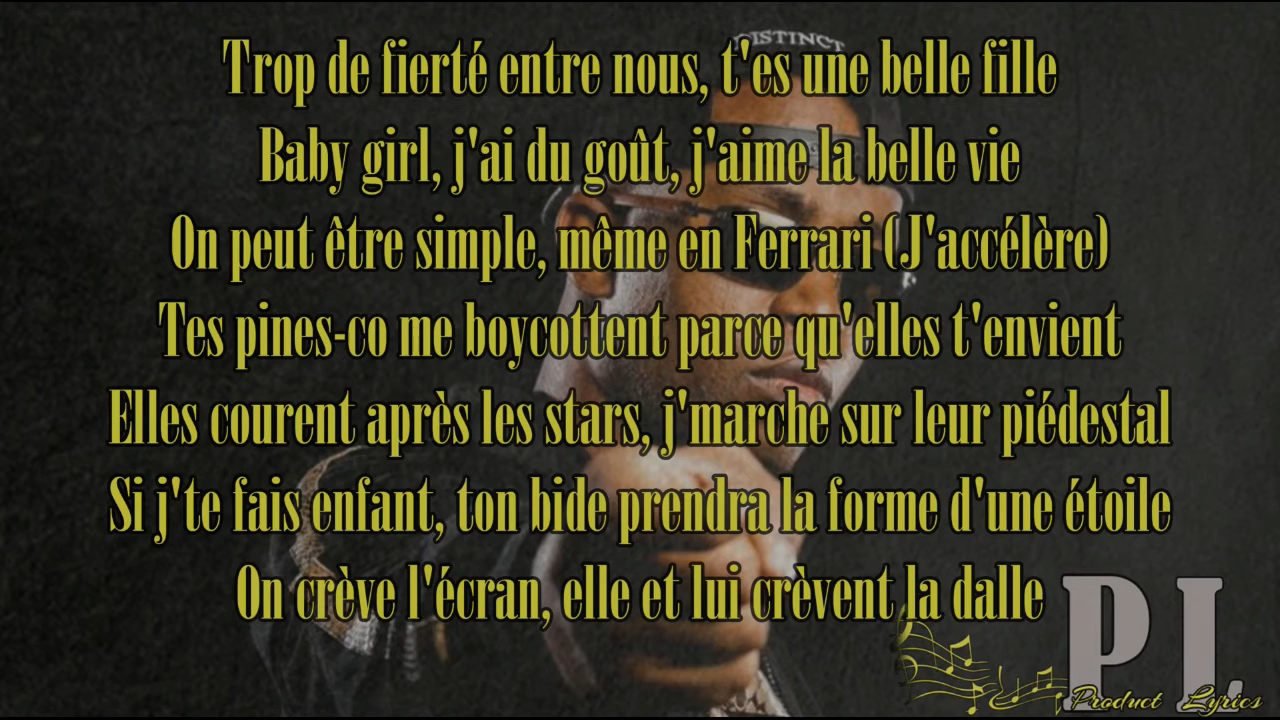 DISTINCT
Trop de fierté entre nous, t'es une belle fille
Baby girl, j'ai du goût, j'aime la belle vie
On peut être simple, même en Ferrari (J'accélère)
Tes pines-co me boycottent parce qu'elles t'envient
Elles courent après les stars, j'marche sur leur piédestal
Si j'te fais enfant, ton bide prendra la forme d'une étoile
On crève l'écran, elle et lui crèvent la dalle
PL
Product Lyrics